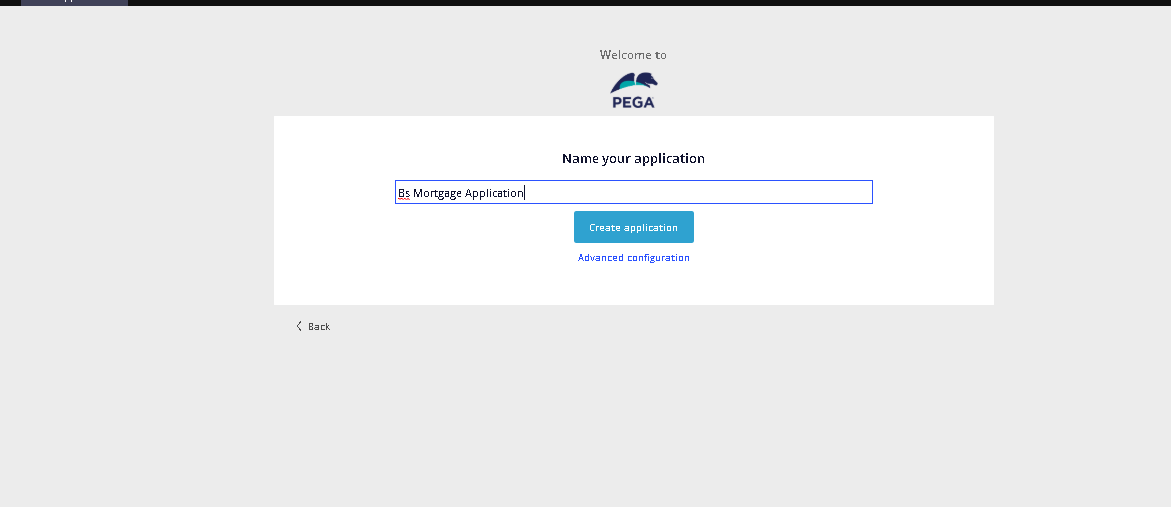 Welcome to
PEGA
Name your application
Bs Mortgage Application
Create application
Advanced configuration
Back